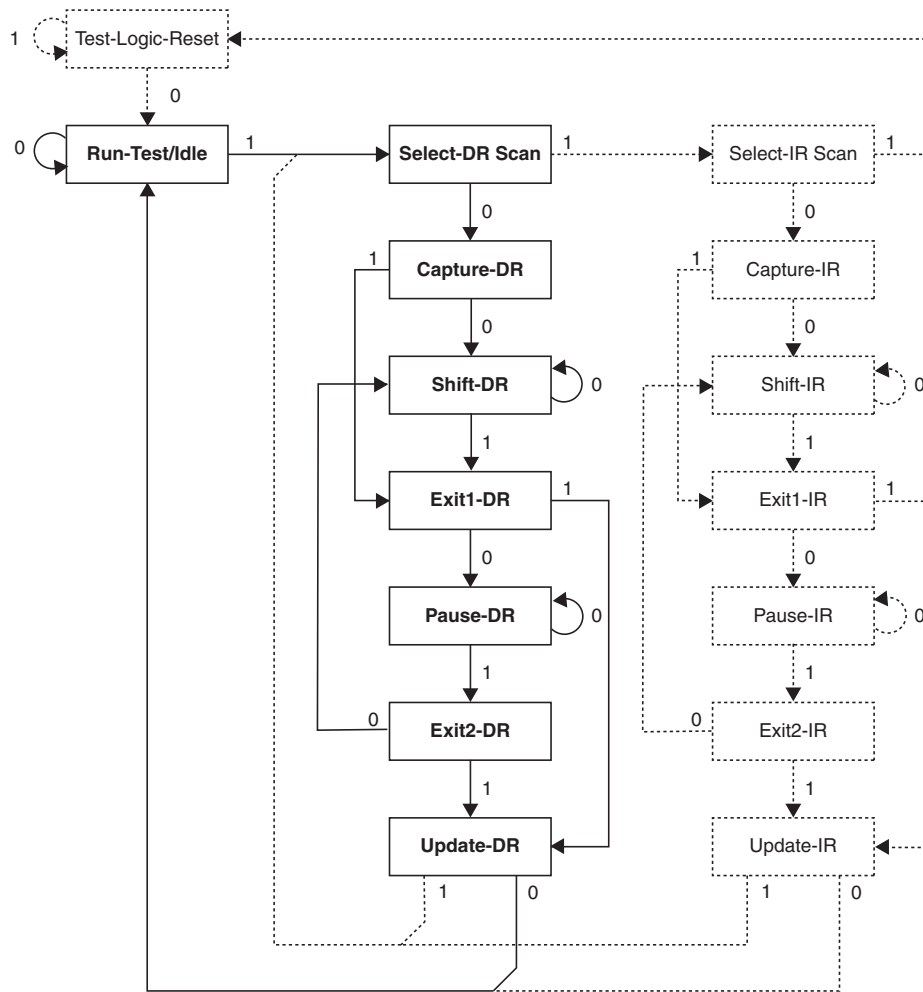 1
Test-Logic-Reset
0
0
Run-Test/Idle
1
Select-DR Scan
1
Select-IR Scan
1
0
0
1
Capture-DR
1
Capture-IR
0
0
Shift-DR
0
Shift-IR
0
1
1
Exit1-DR
1
Exit1-IR
1
0
0
Pause-DR
0
Pause-IR
0
1
1
0
Exit2-DR
0
Exit2-IR
1
1
Update-DR
Update-IR
1
0
1
0